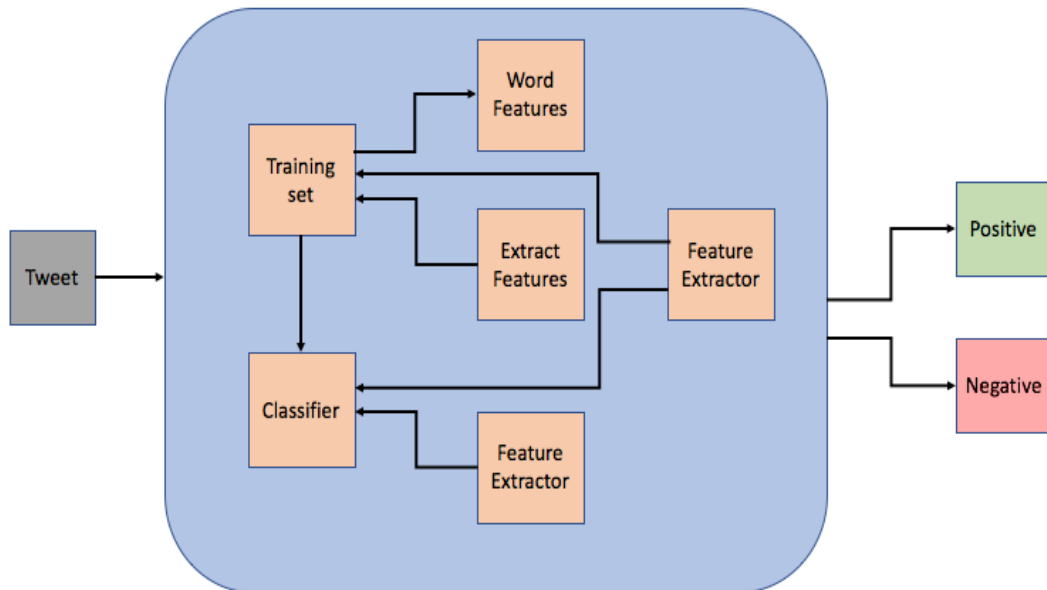 Word
Features
Training
set
Tweet
Extract
Features
Feature
Extractor
Positive
Classifier
Feature
Extractor
Negative